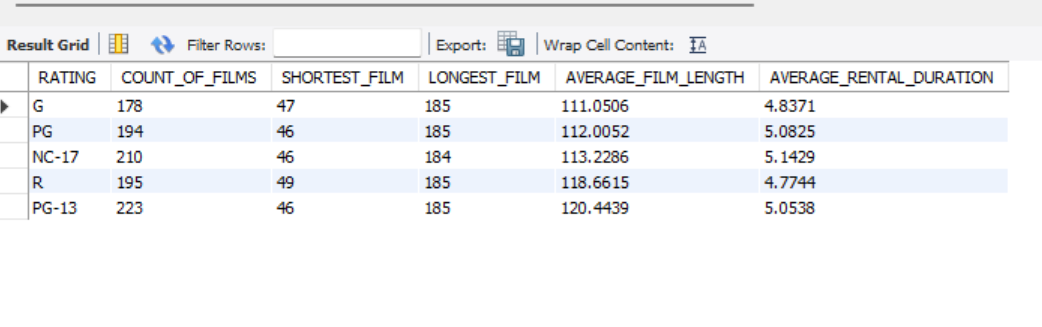 Result Grid Filter Rows: Export: Wrap Cell Content: IA
RATING COUNT_OF_FILMS SHORTEST_FILM LONGEST_FILM AVERAGE_FILM_LENGTH AVERAGE_RENTAL_DURATION
G 178 47 185 111.0506 4.8371
PG 194 46 185 112.0052 5.0825
NC-17 210 46 184 113.2286 5.1429
R 195 49 185 118.6615 4.7744
PG-13 223 46 185 120.4439 5.0538